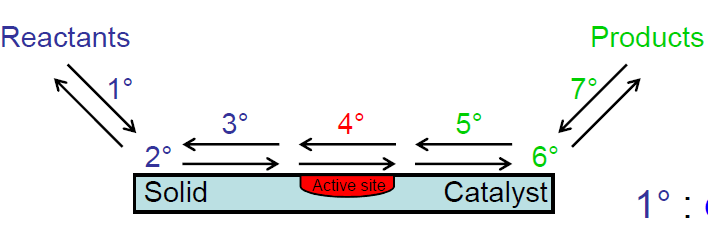 Reactants Products
1° 7°
3° 4° 5°
2° 6°
Solid Active site Catalyst
1° :